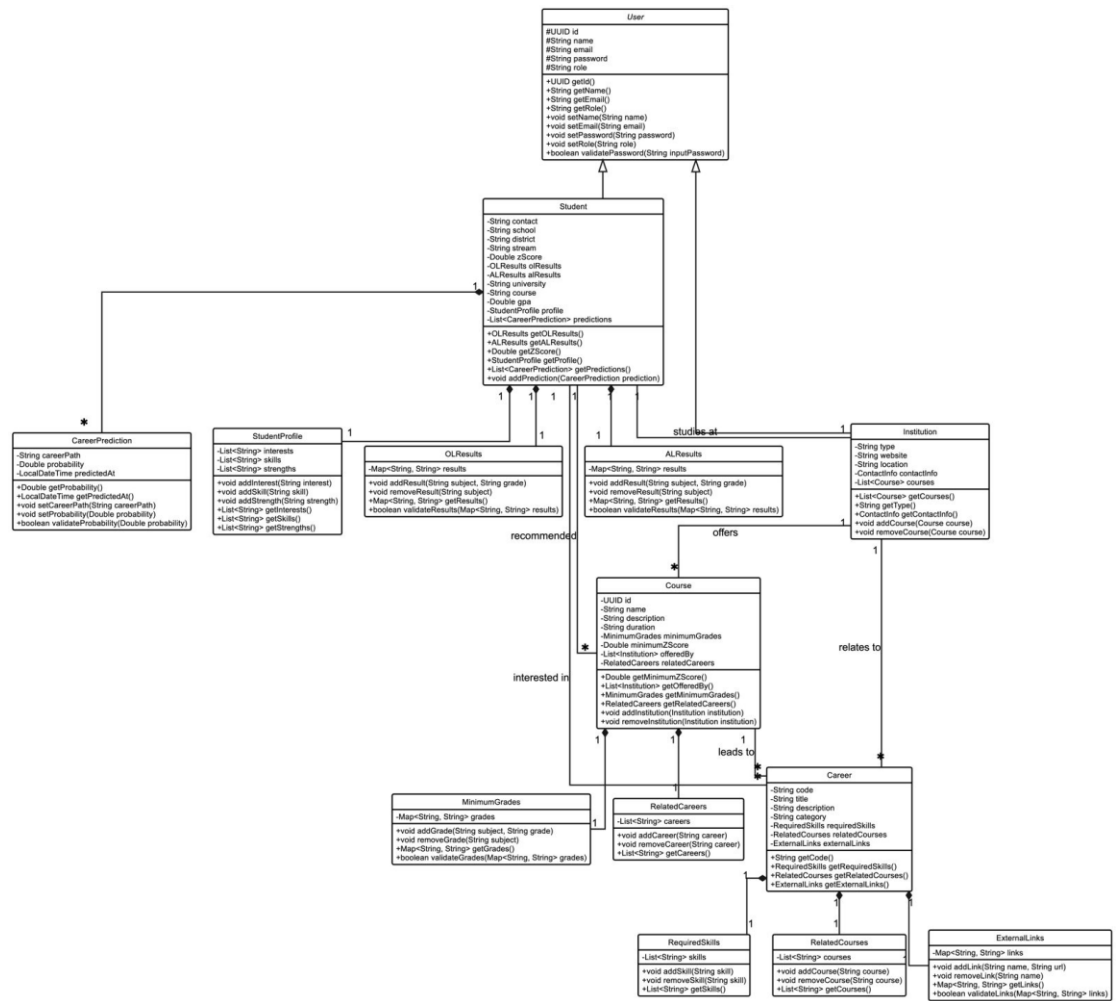 User
#UUID id
#String name
#String email
#String password
#String role
+UUID getId()
+String getName()
+String getEmail()
+String getRole()
+void setName(String name)
+void setEmail(String email)
+void setPassword(String password)
+void setRole(String role)
+boolean validatePassword(String inputPassword)
Student
-String contact
-String school
-String district
-String stream
-Double zScore
-OLResults olResults
-ALResults alResults
-String university
-String course
-Double gpa
-StudentProfile profile
-List<CareerPrediction> predictions
+OLResults getOLResults()
+ALResults getALResults()
+Double getZScore()
+StudentProfile getProfile()
+List<CareerPrediction> getPredictions()
+void addPrediction(CareerPrediction prediction)
1
1
1
1
1
1
1
*
CareerPrediction
-String careerPath
-Double probability
-LocalDateTime predictedAt
+Double getProbability()
+LocalDateTime getPredictedAt()
+void setCareerPath(String careerPath)
+void setProbability(Double probability)
+boolean validateProbability(Double probability)
StudentProfile
-List<String> interests
-List<String> skills
-List<String> strengths
+void addInterest(String interest)
+void addSkill(String skill)
+void addStrength(String strength)
+List<String> getInterests()
+List<String> getSkills()
+List<String> getStrengths()
1
1
OLResults
-Map<String, String> results
+void addResult(String subject, String grade)
+void removeResult(String subject)
+Map<String, String> getResults()
+boolean validateResults(Map<String, String> results)
1
ALResults
-Map<String, String> results
+void addResult(String subject, String grade)
+void removeResult(String subject)
+Map<String, String> getResults()
+boolean validateResults(Map<String, String> results)
studies at
1
Institution
-String type
-String website
-String location
-ContactInfo contactInfo
-List<Course> courses
+List<Course> getCourses()
+String getType()
+ContactInfo getContactInfo()
+void addCourse(Course course)
+void removeCourse(Course course)
recommended
offers
1
1
*
Course
-UUID id
-String name
-String description
-String duration
-MinimumGrades minimumGrades
-Double minimumZScore
-List<Institution> offeredBy
-RelatedCareers relatedCareers
+Double getMinimumZScore()
+List<Institution> getOfferedBy()
+MinimumGrades getMinimumGrades()
+RelatedCareers getRelatedCareers()
+void addInstitution(Institution institution)
+void removeInstitution(Institution institution)
*
relates to
interested in
1
1
1
leads to
*
*
*
MinimumGrades
-Map<String, String> grades
+void addGrade(String subject, String grade)
+void removeGrade(String subject)
+Map<String, String> getGrades()
+boolean validateGrades(Map<String, String> grades)
1
1
RelatedCareers
-List<String> careers
+void addCareer(String career)
+void removeCareer(String career)
+List<String> getCareers()
Career
-String code
-String title
-String description
-String category
-RequiredSkills requiredSkills
-RelatedCourses relatedCourses
-ExternalLinks externalLinks
+String getCode()
+RequiredSkills getRequiredSkills()
+RelatedCourses getRelatedCourses()
+ExternalLinks getExternalLinks()
1
1
1
1
1
RequiredSkills
-List<String> skills
+void addSkill(String skill)
+void removeSkill(String skill)
+List<String> getSkills()
RelatedCourses
-List<String> courses
+void addCourse(String course)
+void removeCourse(String course)
+List<String> getCourses()
ExternalLinks
-Map<String, String> links
+void addLink(String name, String url)
+void removeLink(String name)
+Map<String, String> getLinks()
+boolean validateLinks(Map<String, String> links)